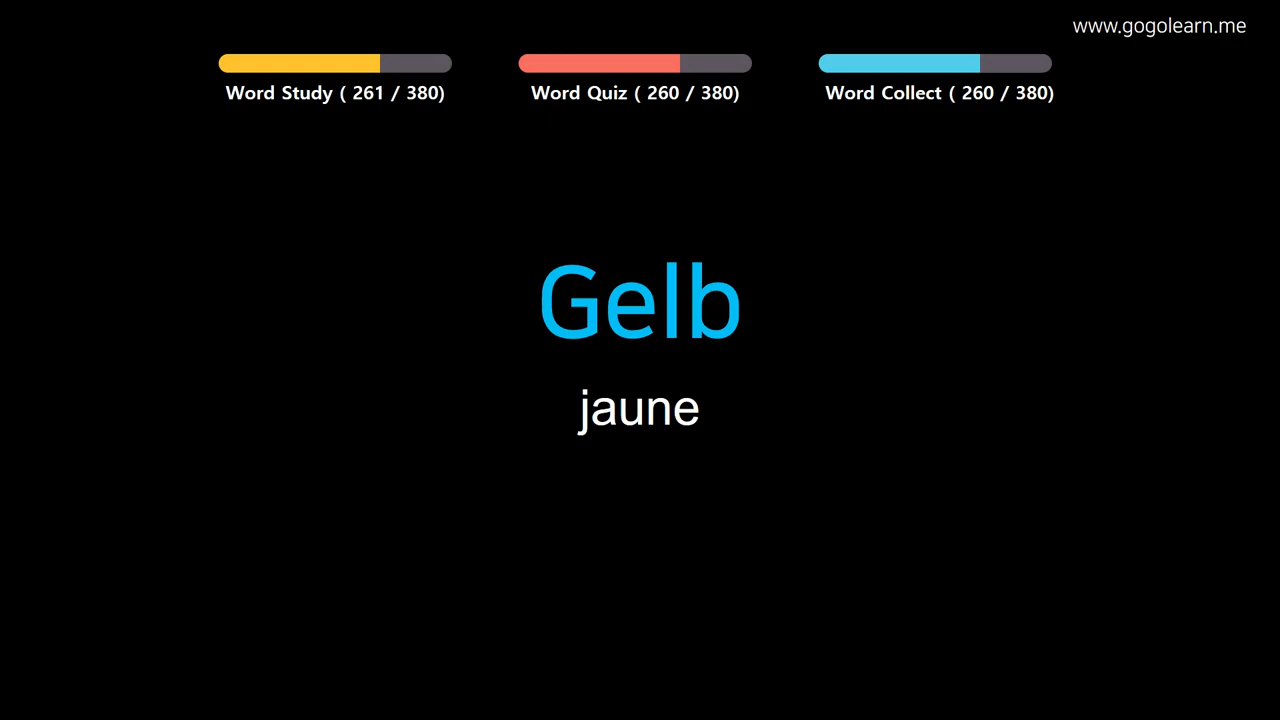 www.gogolearn.me
Word Study ( 261 / 380)
Word Quiz ( 260 / 380)
Word Collect ( 260 / 380)
Gelb
jaune